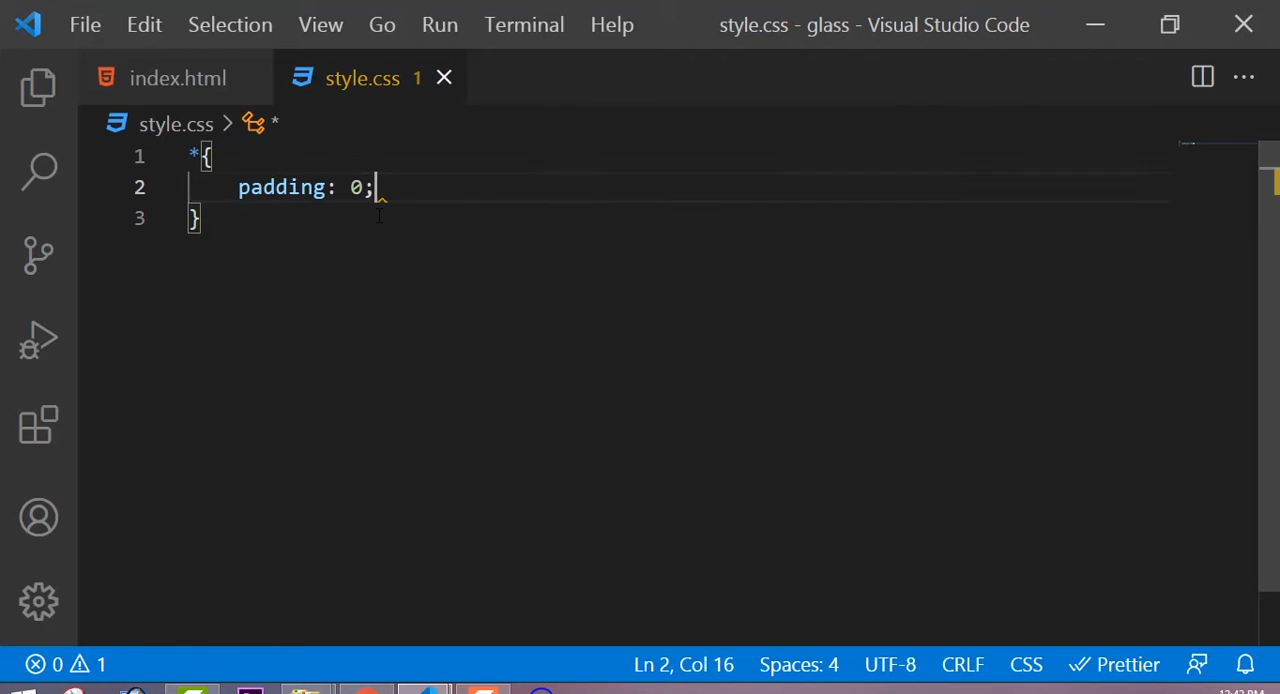 File Edit Selection View Go Run Terminal Help style.css - glass - Visual Studio Code
index.html style.css 1
style.css > *
1 *{
2 padding: 0;
3 }
0 1 Ln 2, Col 16 Spaces: 4 UTF-8 CRLF CSS Prettier